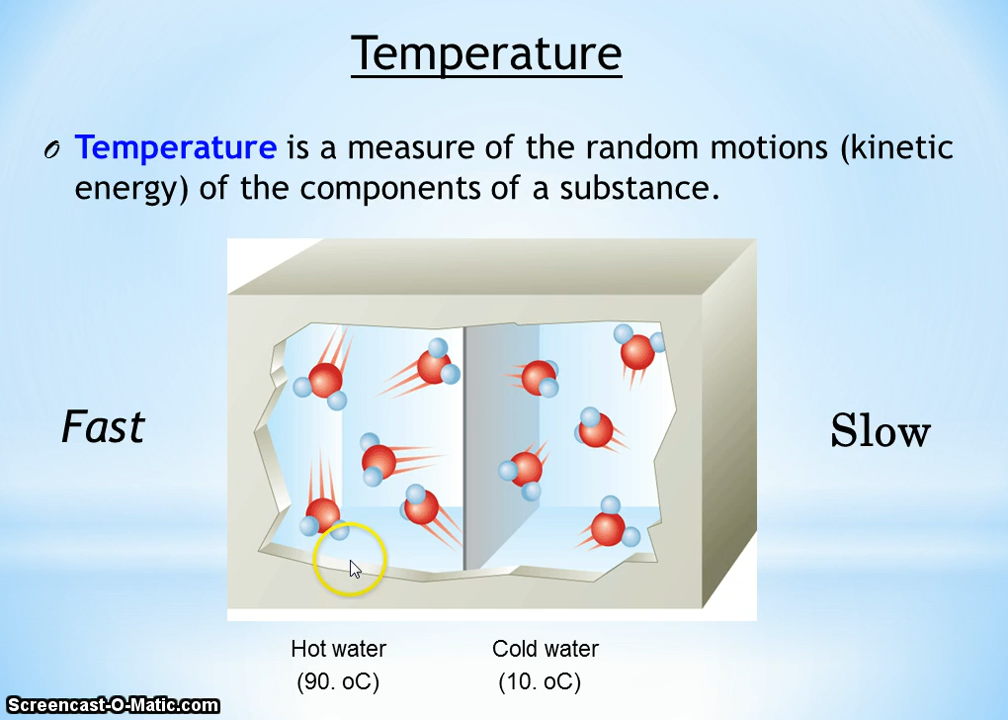 Temperature
Temperature is a measure of the random motions (kinetic
energy) of the components of a substance.
Fast
Slow
Hot water
(90. oC)
Cold water
(10. oC)
Screencast-O-Matic.com